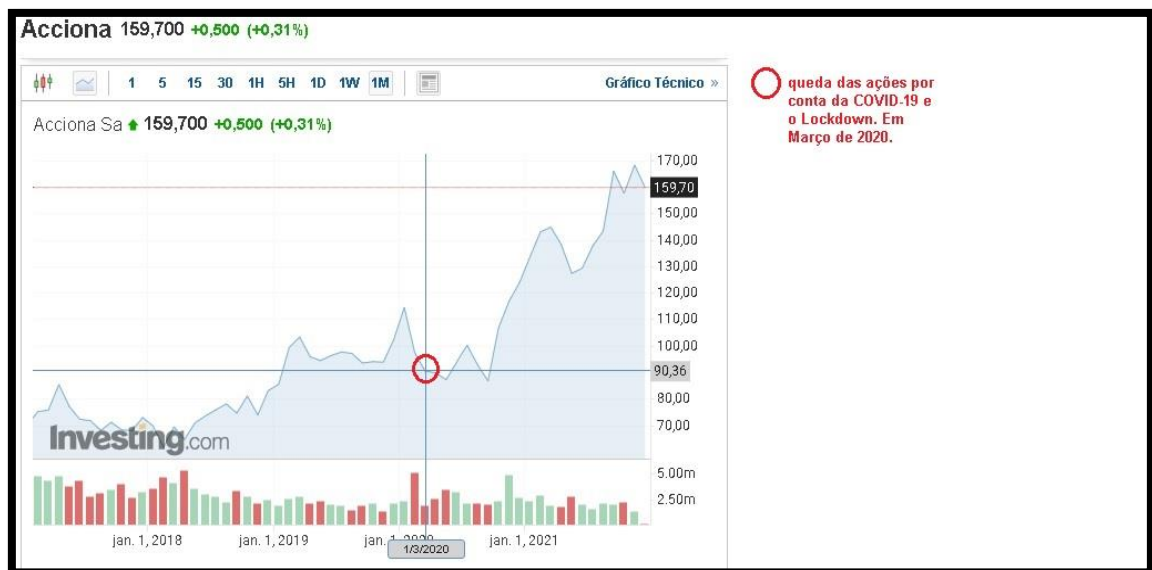 Acciona 159,700 +0,500 (+0,31%)
1 5 15 30 1H 5H 1D 1W 1M Gráfico Técnico »
queda das ações por
conta da COVID-19 e
o Lockdown. Em
Março de 2020.
Acciona Sa 159,700 +0,500 (+0,31%)
170,00
159,70
150,00
140,00
130,00
120,00
110,00
100,00
90,36
80,00
70,00
Investing.com
5.00m
2.50m
jan. 1, 2018 jan. 1, 2019 jan. 1, 2020 jan. 1, 2021
1/3/2020